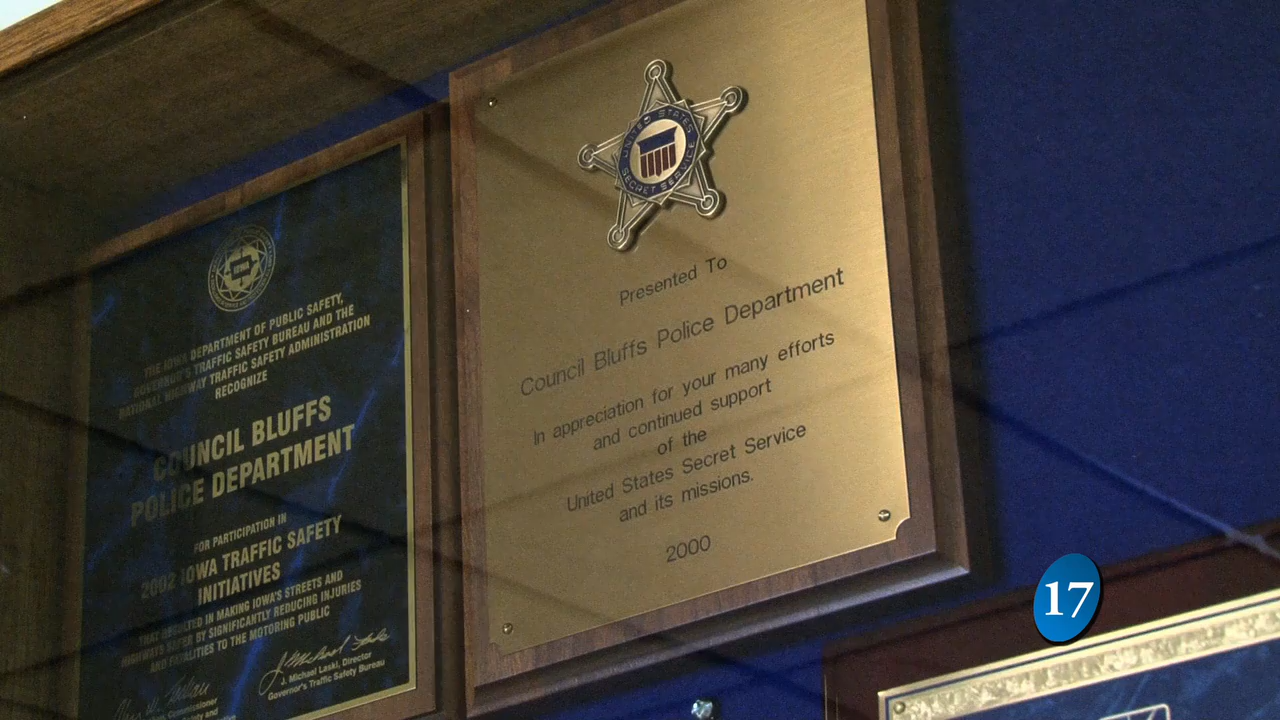 THE IOWA DEPARTMENT OF PUBLIC SAFETY,
GOVERNOR'S TRAFFIC SAFETY BUREAU AND THE
NATIONAL HIGHWAY TRAFFIC SAFETY ADMINISTRATION
RECOGNIZE
COUNCIL BLUFFS
POLICE DEPARTMENT
FOR PARTICIPATION IN
2002 IOWA TRAFFIC SAFETY
INITIATIVES
THAT RESULTED IN MAKING IOWA'S STREETS AND
HIGHWAYS SAFER BY SIGNIFICANTLY REDUCING INJURIES
AND FATALITIES TO THE MOTORING PUBLIC
J. Michael Laski, Director
Governor's Traffic Safety Bureau
Commissioner
UNITED STATES
SECRET SERVICE
Presented To
Council Bluffs Police Department
In appreciation for your many efforts
and continued support
of the
United States Secret Service
and its missions.
2000
17